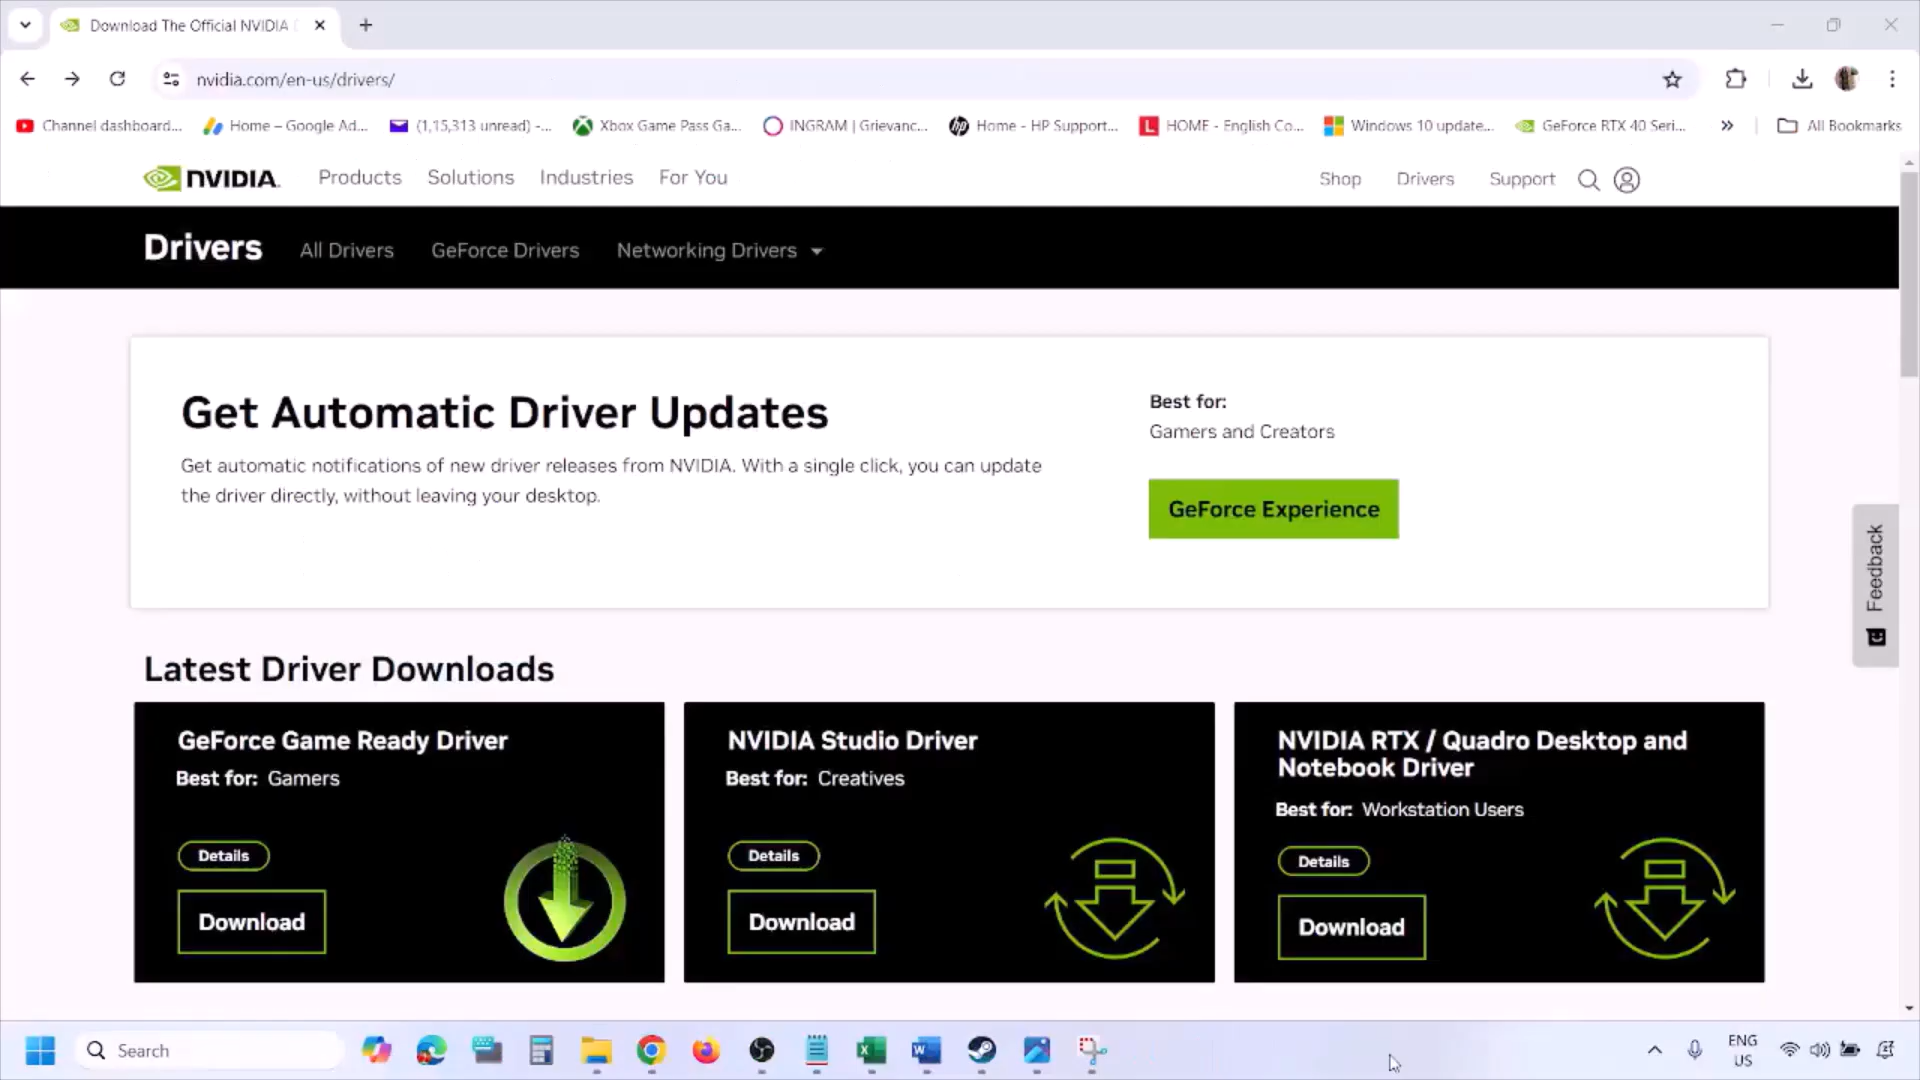 Download The Official NVIDIA
nvidia.com/en-us/drivers/
Channel dashboard...
Home – Google Ad...
(1,15,313 unread) -...
Xbox Game Pass Ga...
INGRAM | Grievanc...
Home - HP Support...
HOME - English Co...
Windows 10 update...
GeForce RTX 40 Seri...
All Bookmarks
NVIDIA.
Products
Solutions
Industries
For You
Shop
Drivers
Support
Drivers
All Drivers
GeForce Drivers
Networking Drivers
Get Automatic Driver Updates
Get automatic notifications of new driver releases from NVIDIA. With a single click, you can update
the driver directly, without leaving your desktop.
Best for:
Gamers and Creators
GeForce Experience
Feedback
Latest Driver Downloads
GeForce Game Ready Driver
Best for: Gamers
Details
Download
NVIDIA Studio Driver
Best for: Creatives
Details
Download
NVIDIA RTX / Quadro Desktop and
Notebook Driver
Best for: Workstation Users
Details
Download
Search
ENG
US